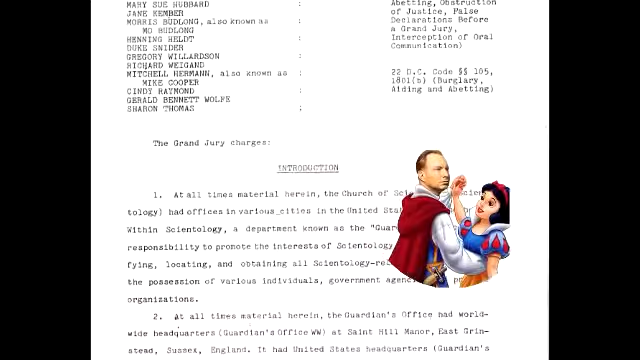 MARY SUE HUBBARD : Abetting, Obstruction
JANE KEMBER of Justice, False
MORRIS BUDLONG, also known as : Declarations Before
MO BUDLONG a Grand Jury,
HENNING HELDT : Interception of Oral
DUKE SNIDER Communication)
GREGORY WILLARDSON :
RICHARD WEIGAND
MITCHELL HERMANN, also known as : 22 D.C. Code §§ 105,
MIKE COOPER 1801(b) (Burglary,
CINDY RAYMOND : Aiding and Abetting)
GERALD BENNETT WOLFE
SHARON THOMAS :
The Grand Jury charges:
INTRODUCTION
1. At all times material herein, the Church of
tology) had offices in various cities in the United
Within Scientology, a department known as the
responsibility to promote the interests of Scientology
fying, locating, and obtaining all
the possession of various individuals, government
organizations.
2. At all times material herein, the Guardian's Office had world-
wide headquarters (Guardian's Office WW) at Saint Hill Manor, East Grin-
stead, Sussex, England. It had United States headquarters (Guardian's